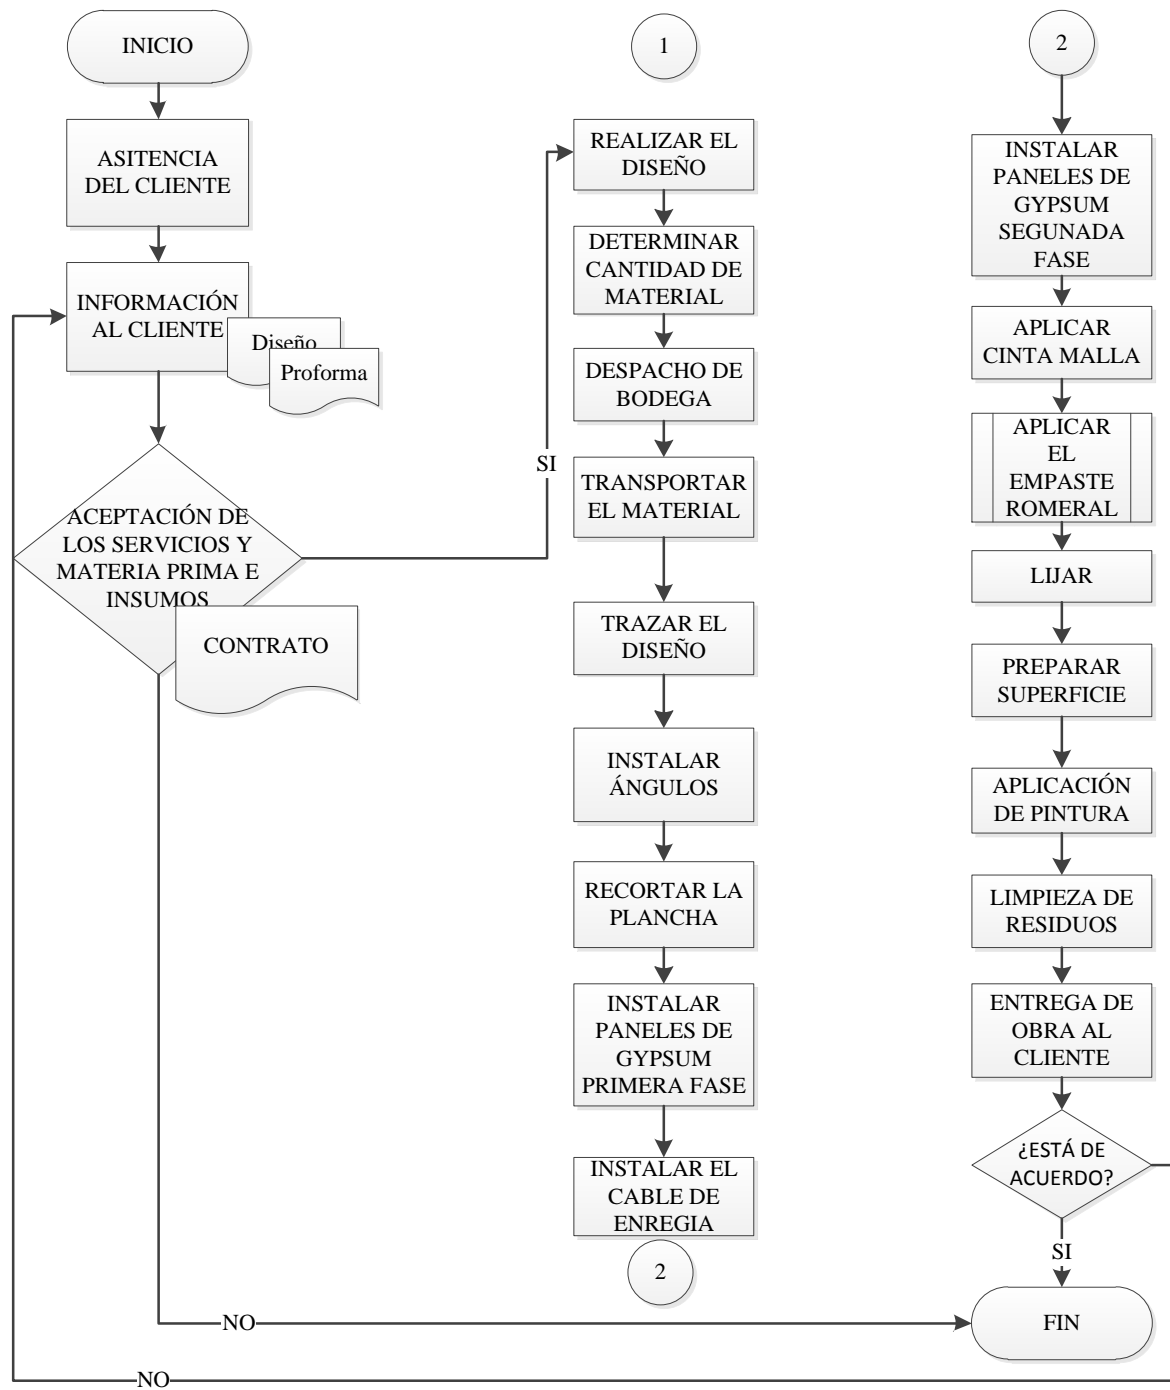 INICIO
ASITENCIA
DEL CLIENTE
INFORMACIÓN
AL CLIENTE
Diseño
Proforma
ACEPTACIÓN DE
LOS SERVICIOS Y
MATERIA PRIMA E
INSUMOS
CONTRATO
SI
NO
NO
1
REALIZAR EL
DISEÑO
DETERMINAR
CANTIDAD DE
MATERIAL
DESPACHO DE
BODEGA
TRANSPORTAR
EL MATERIAL
TRAZAR EL
DISEÑO
INSTALAR
ÁNGULOS
RECORTAR LA
PLANCHA
INSTALAR
PANELES DE
GYPSUM
PRIMERA FASE
INSTALAR EL
CABLE DE
ENREGIA
2
2
INSTALAR
PANELES DE
GYPSUM
SEGUNADA
FASE
APLICAR
CINTA MALLA
APLICAR
EL
EMPASTE
ROMERAL
LIJAR
PREPARAR
SUPERFICIE
APLICACIÓN
DE PINTURA
LIMPIEZA DE
RESIDUOS
ENTREGA DE
OBRA AL
CLIENTE
¿ESTÁ DE
ACUERDO?
SI
FIN